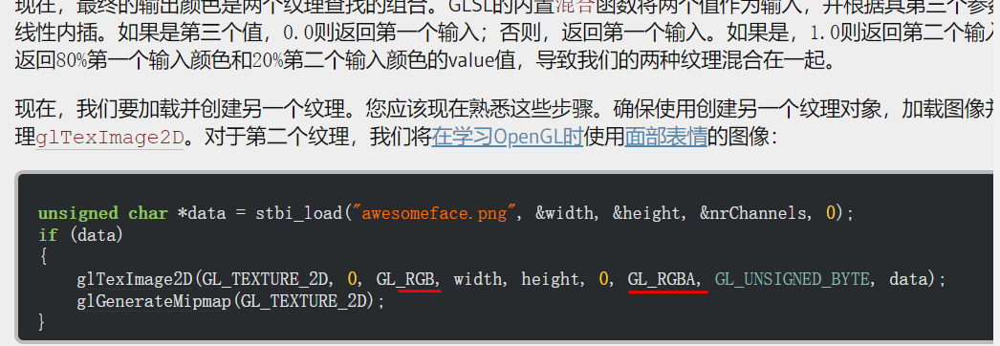 现在，最终的输出颜色是两个纹理查找的组合。GLSL的内置混合函数将两个值作为输入，并根据其第三个参数
线性内插。如果是第三个值，0.0则返回第一个输入；否则，返回第一个输入。如果是，1.0则返回第二个输入
返回80%第一个输入颜色和20%第二个输入颜色的value值，导致我们的两种纹理混合在一起。
现在，我们要加载并创建另一个纹理。您应该现在熟悉这些步骤。确保使用创建另一个纹理对象，加载图像并
理glTexImage2D。对于第二个纹理，我们将在学习OpenGL时使用面部表情的图像：
unsigned char *data = stbi_load("awesomeface.png", &width, &height, &nrChannels, 0);
if (data)
{
    glTexImage2D(GL_TEXTURE_2D, 0, GL_RGB, width, height, 0, GL_RGBA, GL_UNSIGNED_BYTE, data);
    glGenerateMipmap(GL_TEXTURE_2D);
}